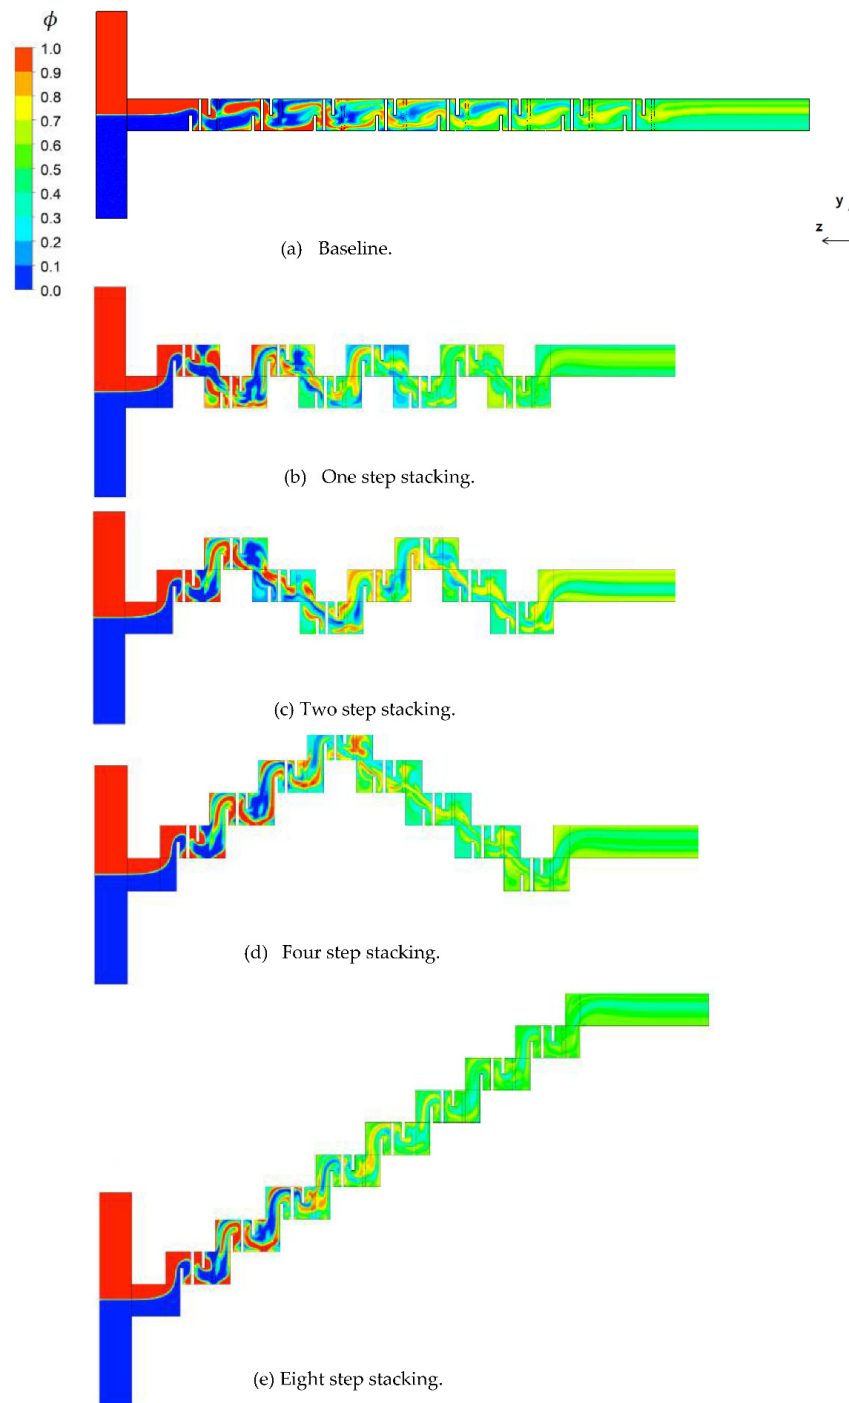 ϕ
1.0
0.9
0.8
0.7
0.6
0.5
0.4
0.3
0.2
0.1
0.0
y
z
(a) Baseline.
(b) One step stacking.
(c) Two step stacking.
(d) Four step stacking.
(e) Eight step stacking.